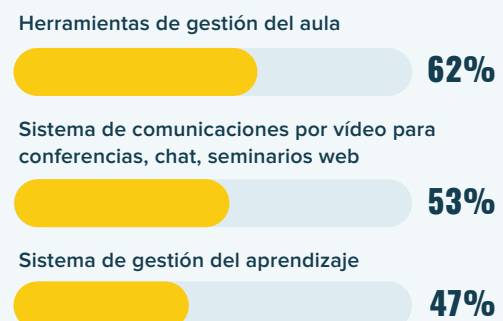 Herramientas de gestión del aula
62%
Sistema de comunicaciones por vídeo para
conferencias, chat, seminarios web
53%
Sistema de gestión del aprendizaje
47%